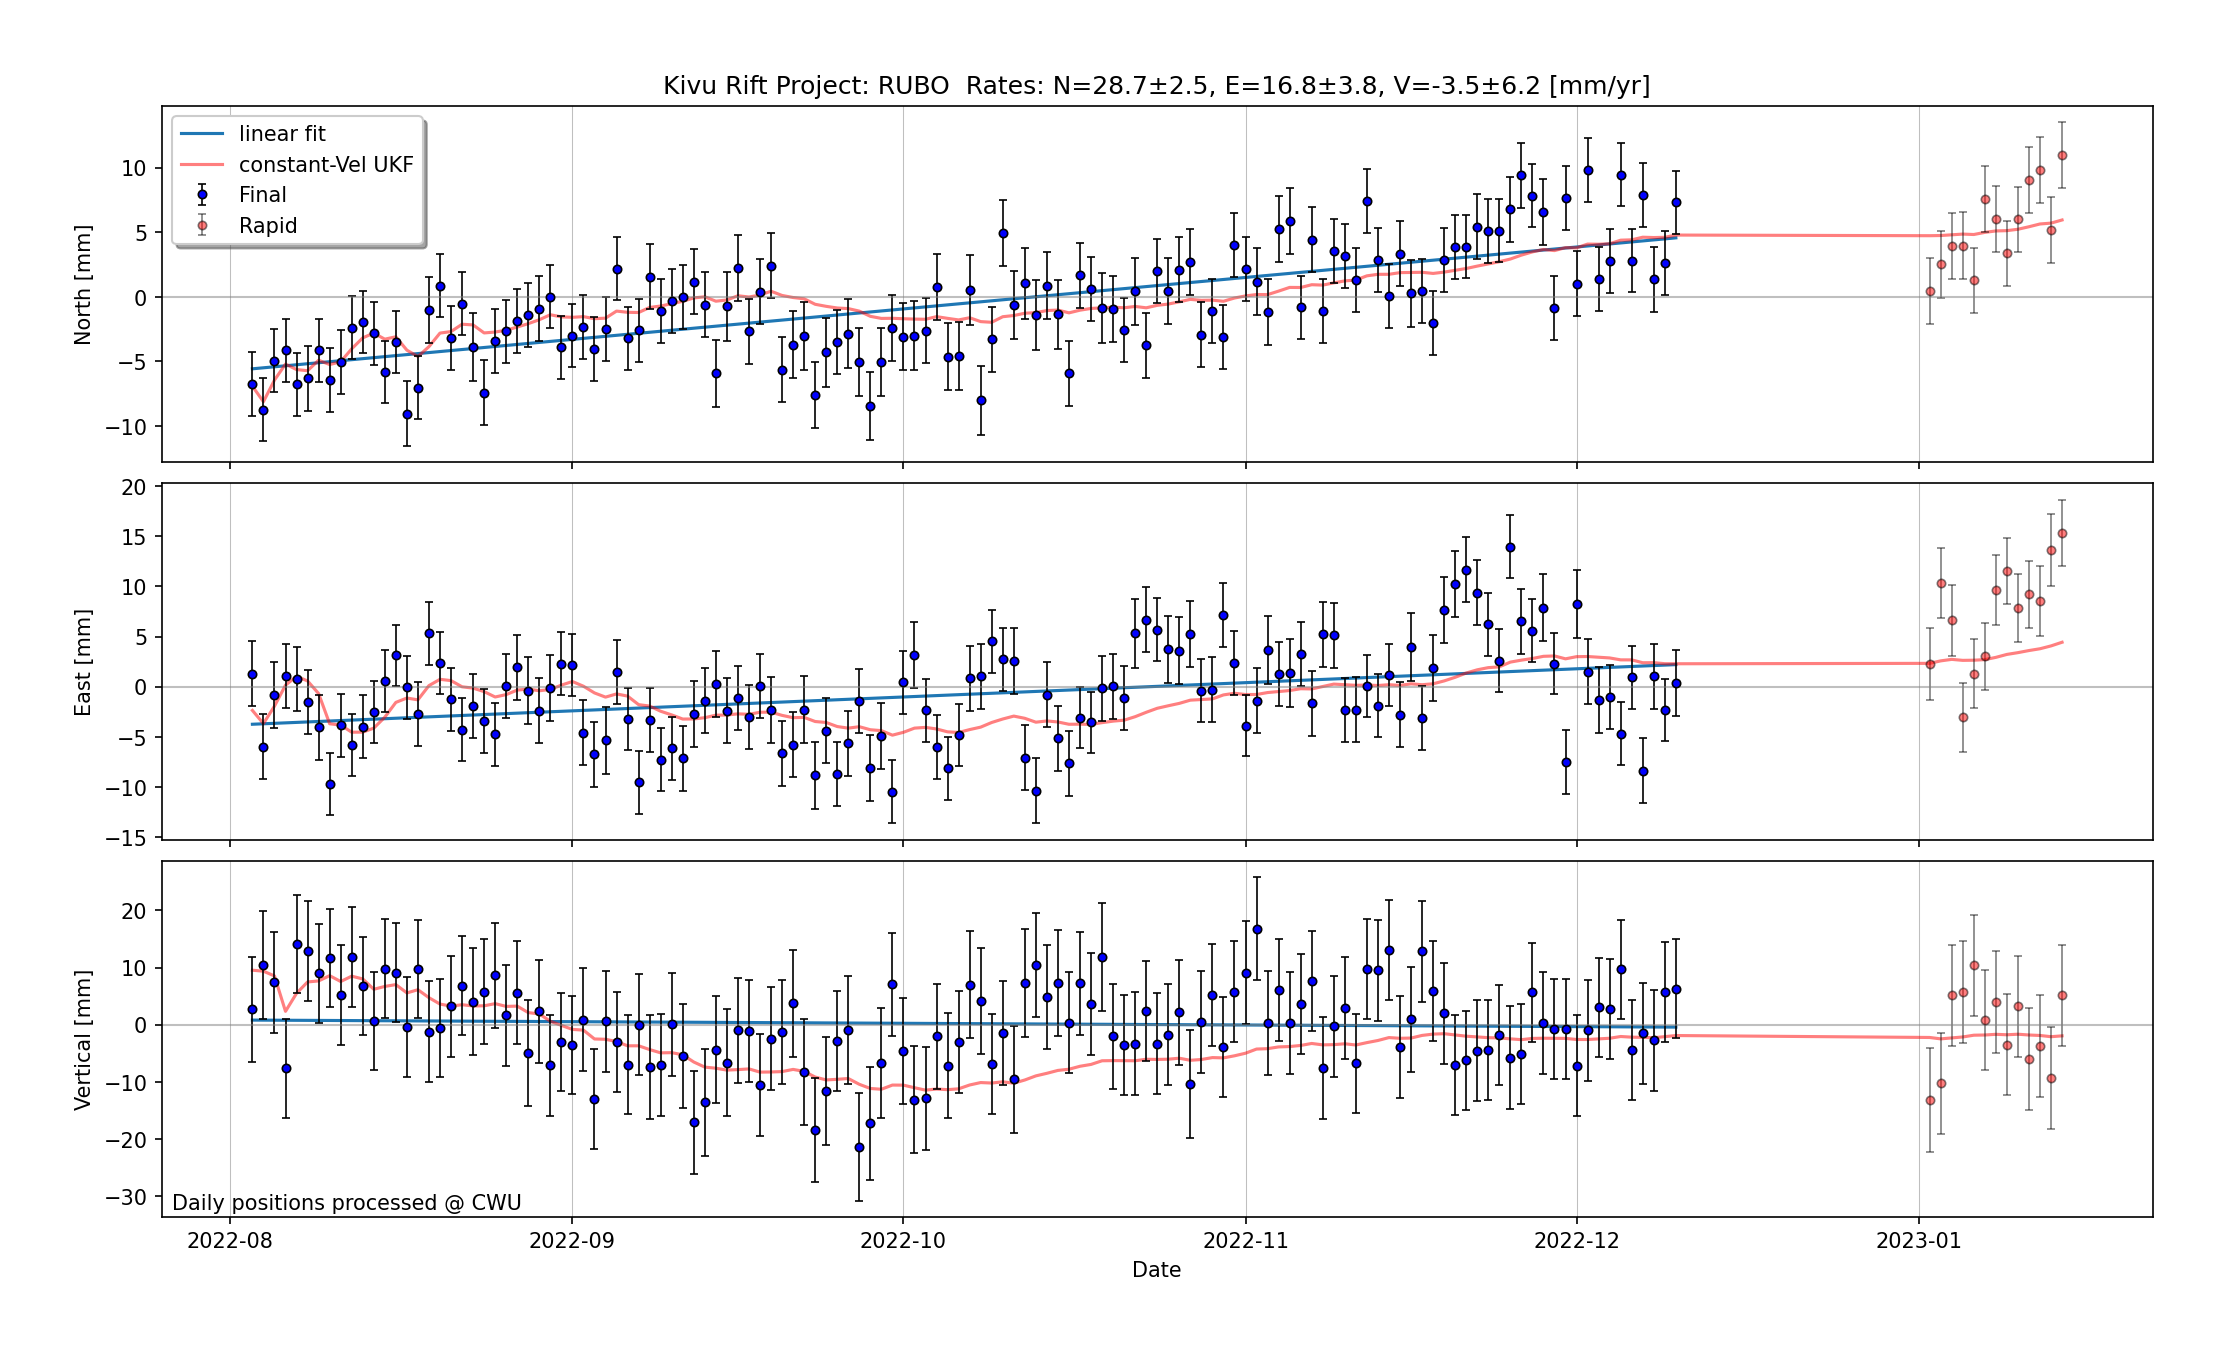 Kivu Rift Project: RUBO  Rates: N=28.7±2.5, E=16.8±3.8, V=-3.5±6.2 [mm/yr]
linear fit
constant-Vel UKF
Final
Rapid
North [mm]
10
5
0
−5
−10
East [mm]
20
15
10
5
0
−5
−10
−15
Vertical [mm]
20
10
0
−10
−20
−30
Daily positions processed @ CWU
2022-08 2022-09 2022-10 2022-11 2022-12 2023-01
Date